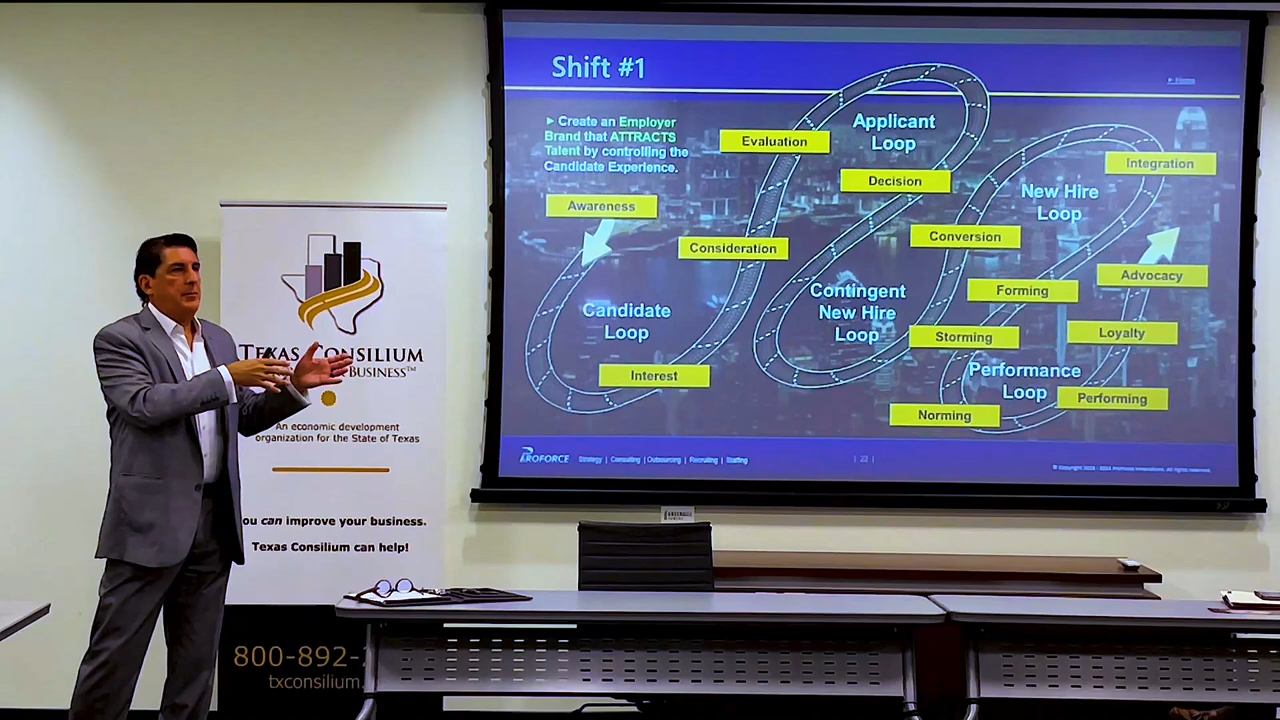 Shift #1
► Home
► Create an Employer
Brand that ATTRACTS
Talent by controlling the
Candidate Experience.
Awareness
Evaluation
Applicant
Loop
Decision
Consideration
Candidate
Loop
Interest
Contingent
New Hire
Loop
Conversion
New Hire
Loop
Integration
Forming
Storming
Norming
Performance
Loop
Performing
Loyalty
Advocacy
PROFORCE
Strategy | Consulting | Outsourcing | Recruiting | Staffing
| 22 |
TEXAS CONSILIUM
BUSINESS™
An economic development
organization for the State of Texas
ou can improve your business.
Texas Consilium can help!
800-892-
txconsilium.